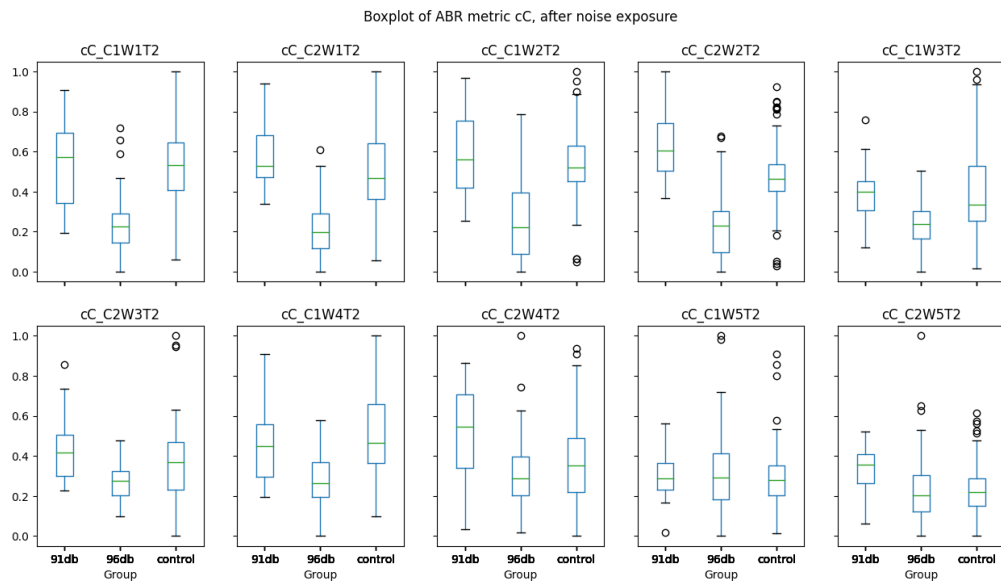 Boxplot of ABR metric cC, after noise exposure
cC_C1W1T2
cC_C2W1T2
cC_C1W2T2
cC_C2W2T2
cC_C1W3T2
1.0
0.8
0.6
0.4
0.2
0.0
cC_C2W3T2
cC_C1W4T2
cC_C2W4T2
cC_C1W5T2
cC_C2W5T2
1.0
0.8
0.6
0.4
0.2
0.0
91db 96db control
Group
91db 96db control
Group
91db 96db control
Group
91db 96db control
Group
91db 96db control
Group